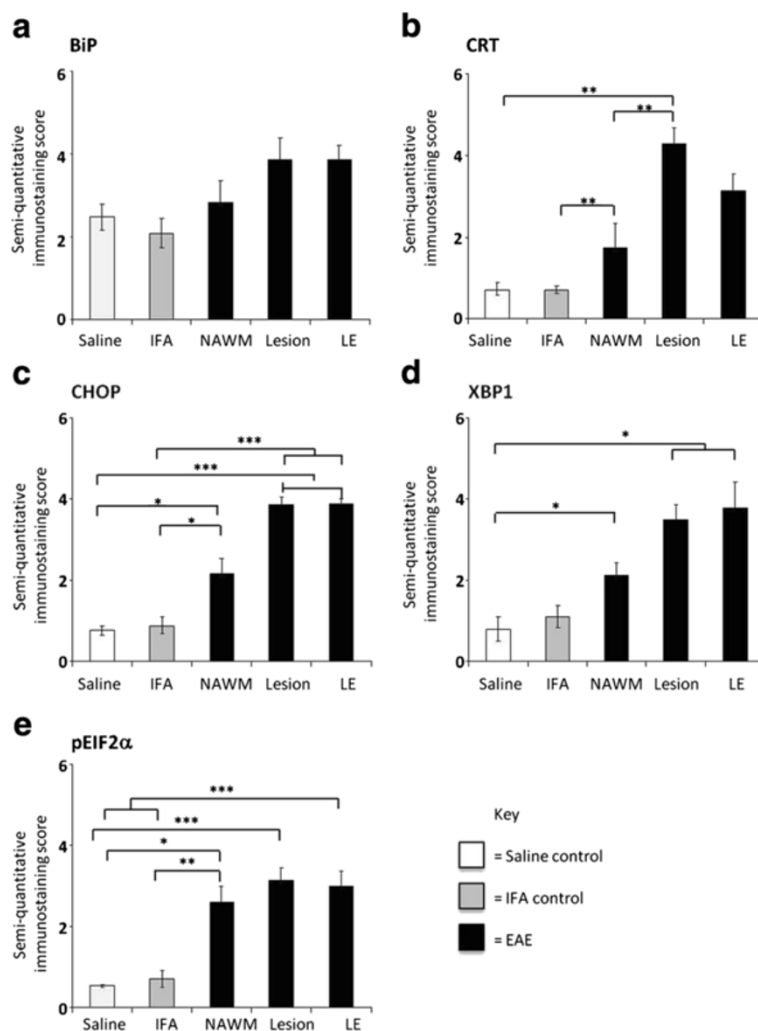 a
BiP
Semi-quantitative
immunostaining score
6
4
2
0
Saline IFA NAWM Lesion LE
b
CRT
Semi-quantitative
immunostaining score
6
4
2
0
**
**
**
Saline IFA NAWM Lesion LE
c
CHOP
Semi-quantitative
immunostaining score
6
4
2
0
***
***
*
*
Saline IFA NAWM Lesion LE
d
XBP1
Semi-quantitative
immunostaining score
6
4
2
0
*
*
Saline IFA NAWM Lesion LE
e
pEIF2α
Semi-quantitative
immunostaining score
6
4
2
0
***
***
*
**
Saline IFA NAWM Lesion LE
Key
= Saline control
= IFA control
= EAE